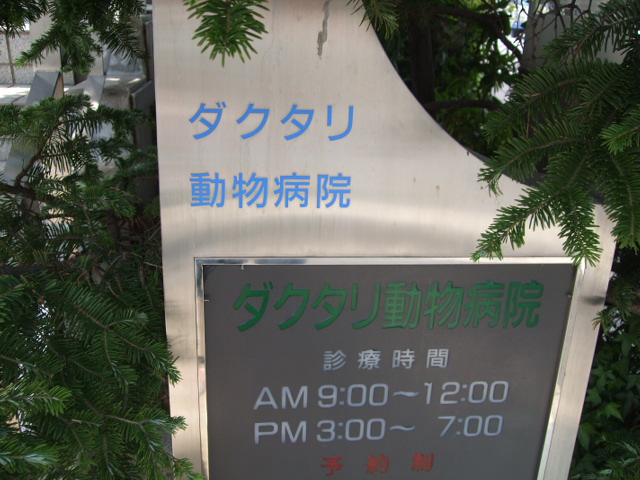 ダクタリ
動物病院
ダクタリ動物病院
診療時間
AM 9:00～12:00
PM 3:00～ 7:00
予約制